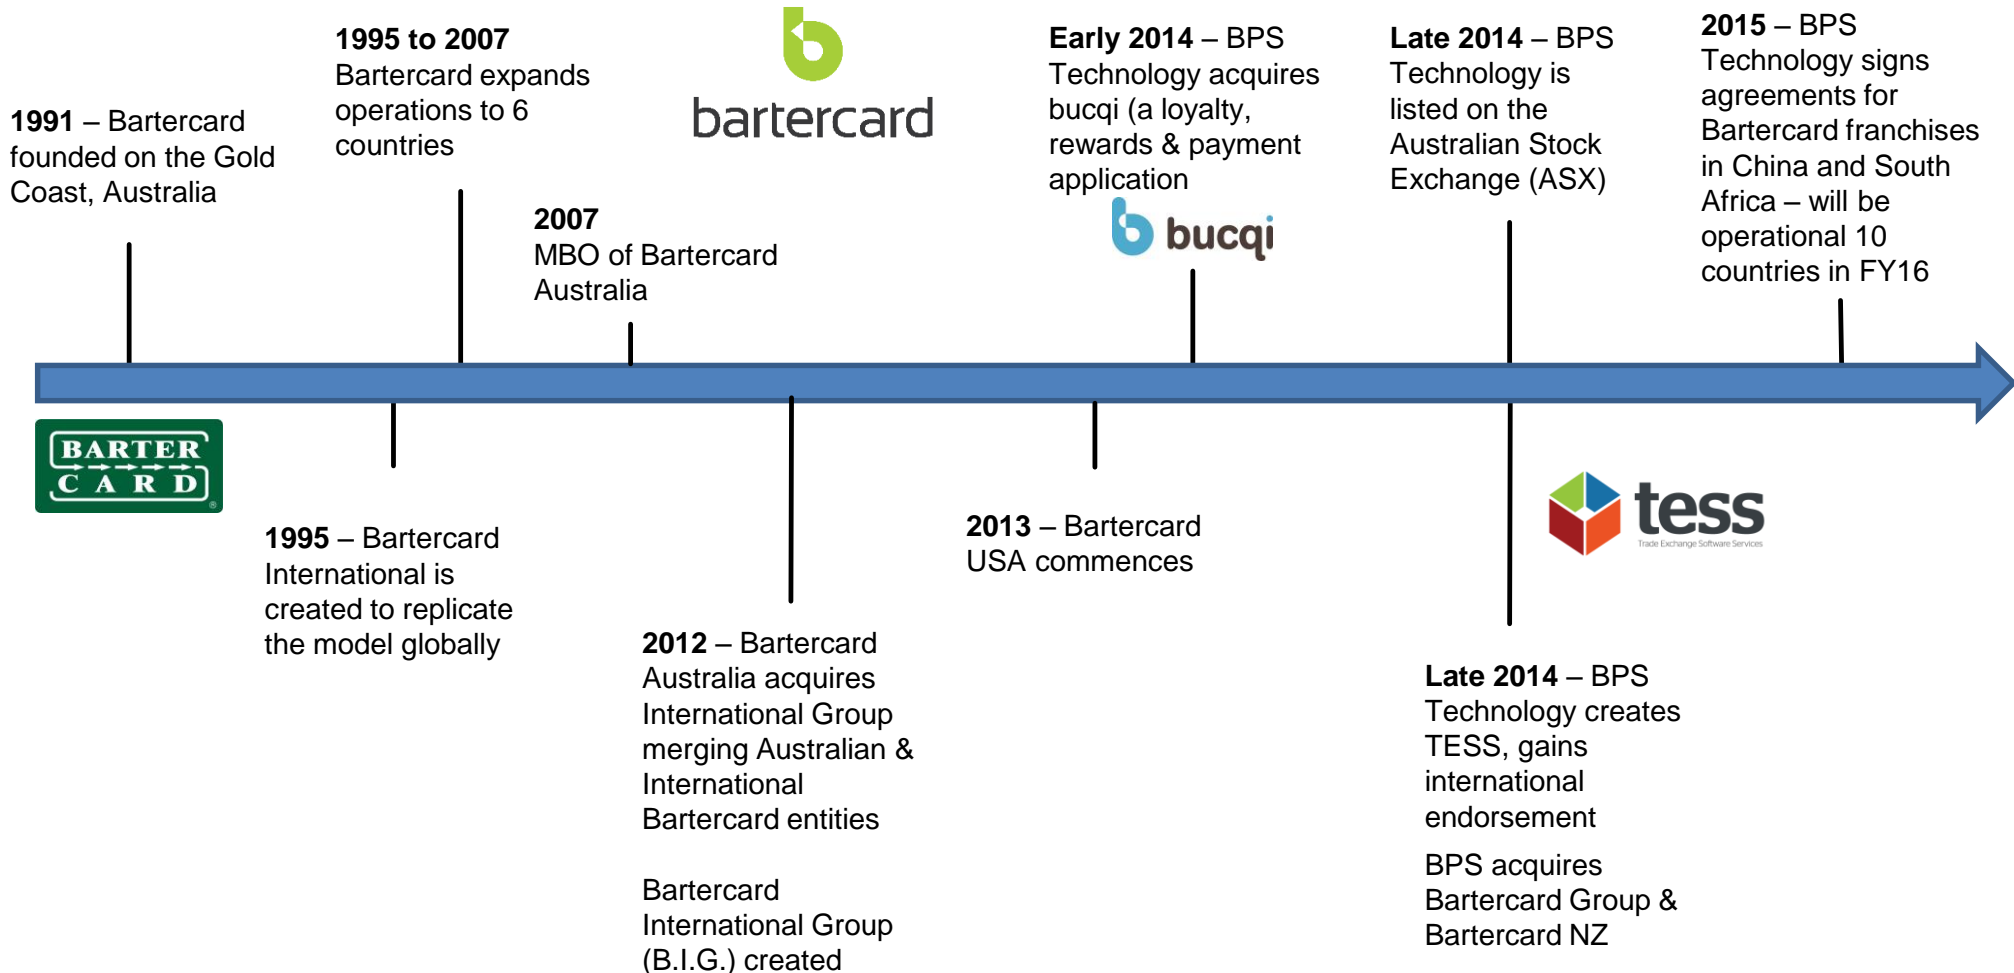 1991 – Bartercard
founded on the Gold
Coast, Australia
1995 to 2007
Bartercard expands
operations to 6
countries
bartercard
2007
MBO of Bartercard
Australia
Early 2014 – BPS
Technology acquires
bucqi (a loyalty,
rewards & payment
application
bucqi
Late 2014 – BPS
Technology is
listed on the
Australian Stock
Exchange (ASX)
2015 – BPS
Technology signs
agreements for
Bartercard franchises
in China and South
Africa – will be
operational 10
countries in FY16
BARTER
CARD
®
1995 – Bartercard
International is
created to replicate
the model globally
2012 – Bartercard
Australia acquires
International Group
merging Australian &
International
Bartercard entities
Bartercard
International Group
(B.I.G.) created
2013 – Bartercard
USA commences
tess
Trade Exchange Software Services
Late 2014 – BPS
Technology creates
TESS, gains
international
endorsement
BPS acquires
Bartercard Group &
Bartercard NZ